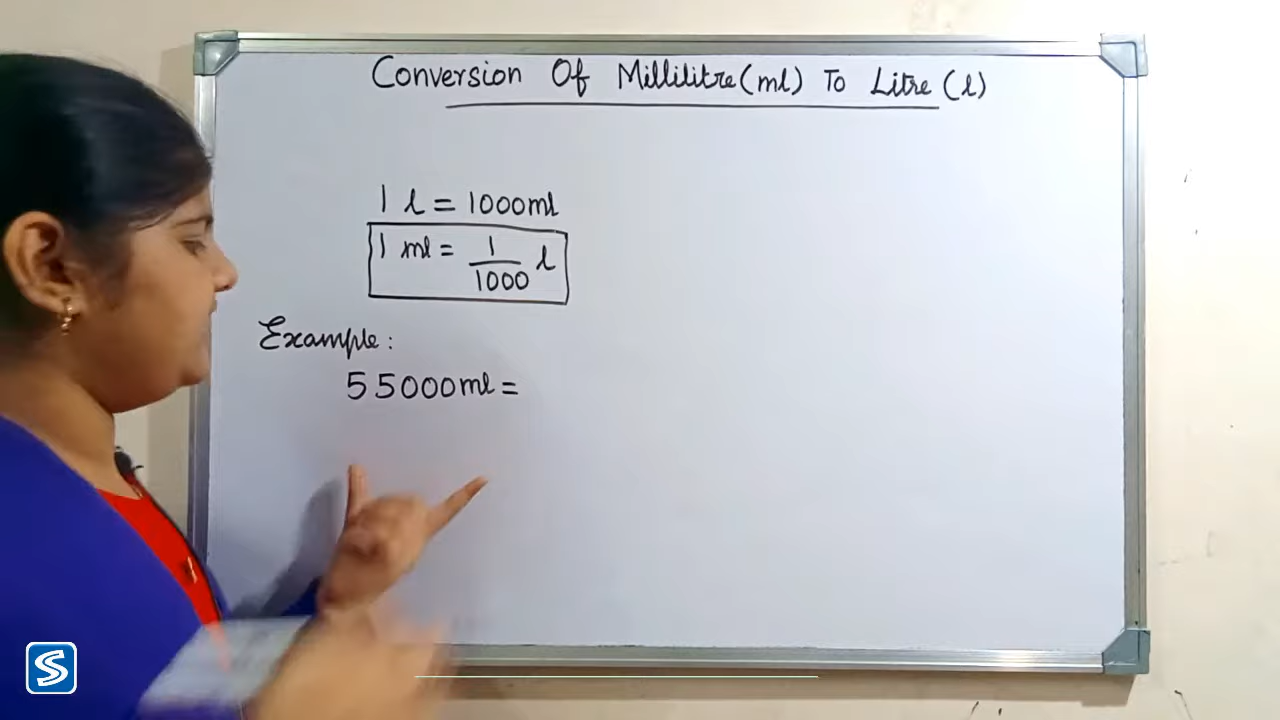 Conversion Of Millilitre (ml) To Litre (l)
1 l = 1000ml
1 ml = 1/1000 l
Example:
55000ml =
S